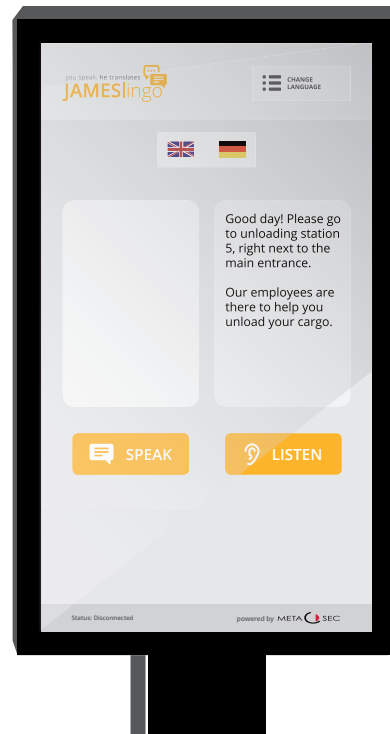 you speak. he translates
JAMESlingo
CHANGE
LANGUAGE
Good day! Please go
to unloading station
5, right next to the
main entrance.
Our employees are
there to help you
unload your cargo.
SPEAK
LISTEN
Status: Disconnected
powered by META SEC